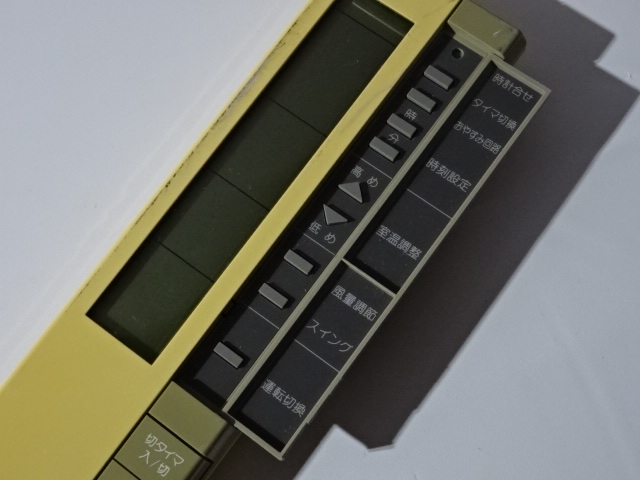 時計合せ
タイマ切換
おやすみ回路
時
分
時刻設定
高め
低め
室温調整
風量調節
スイング
運転切換
切タイマ
入/切